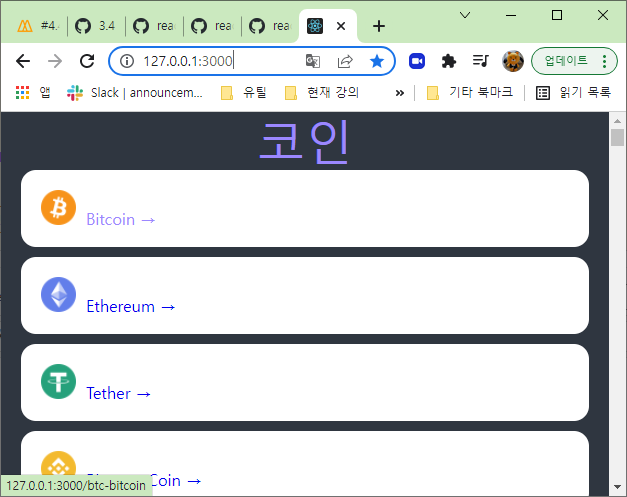 #4.
3.4
rea
rea
rea
127.0.0.1:3000
업데이트
앱
Slack | announcem...
유틸
현재 강의
»
기타 북마크
읽기 목록
코인
Bitcoin →
Ethereum →
Tether →
Coin →
127.0.0.1:3000/btc-bitcoin